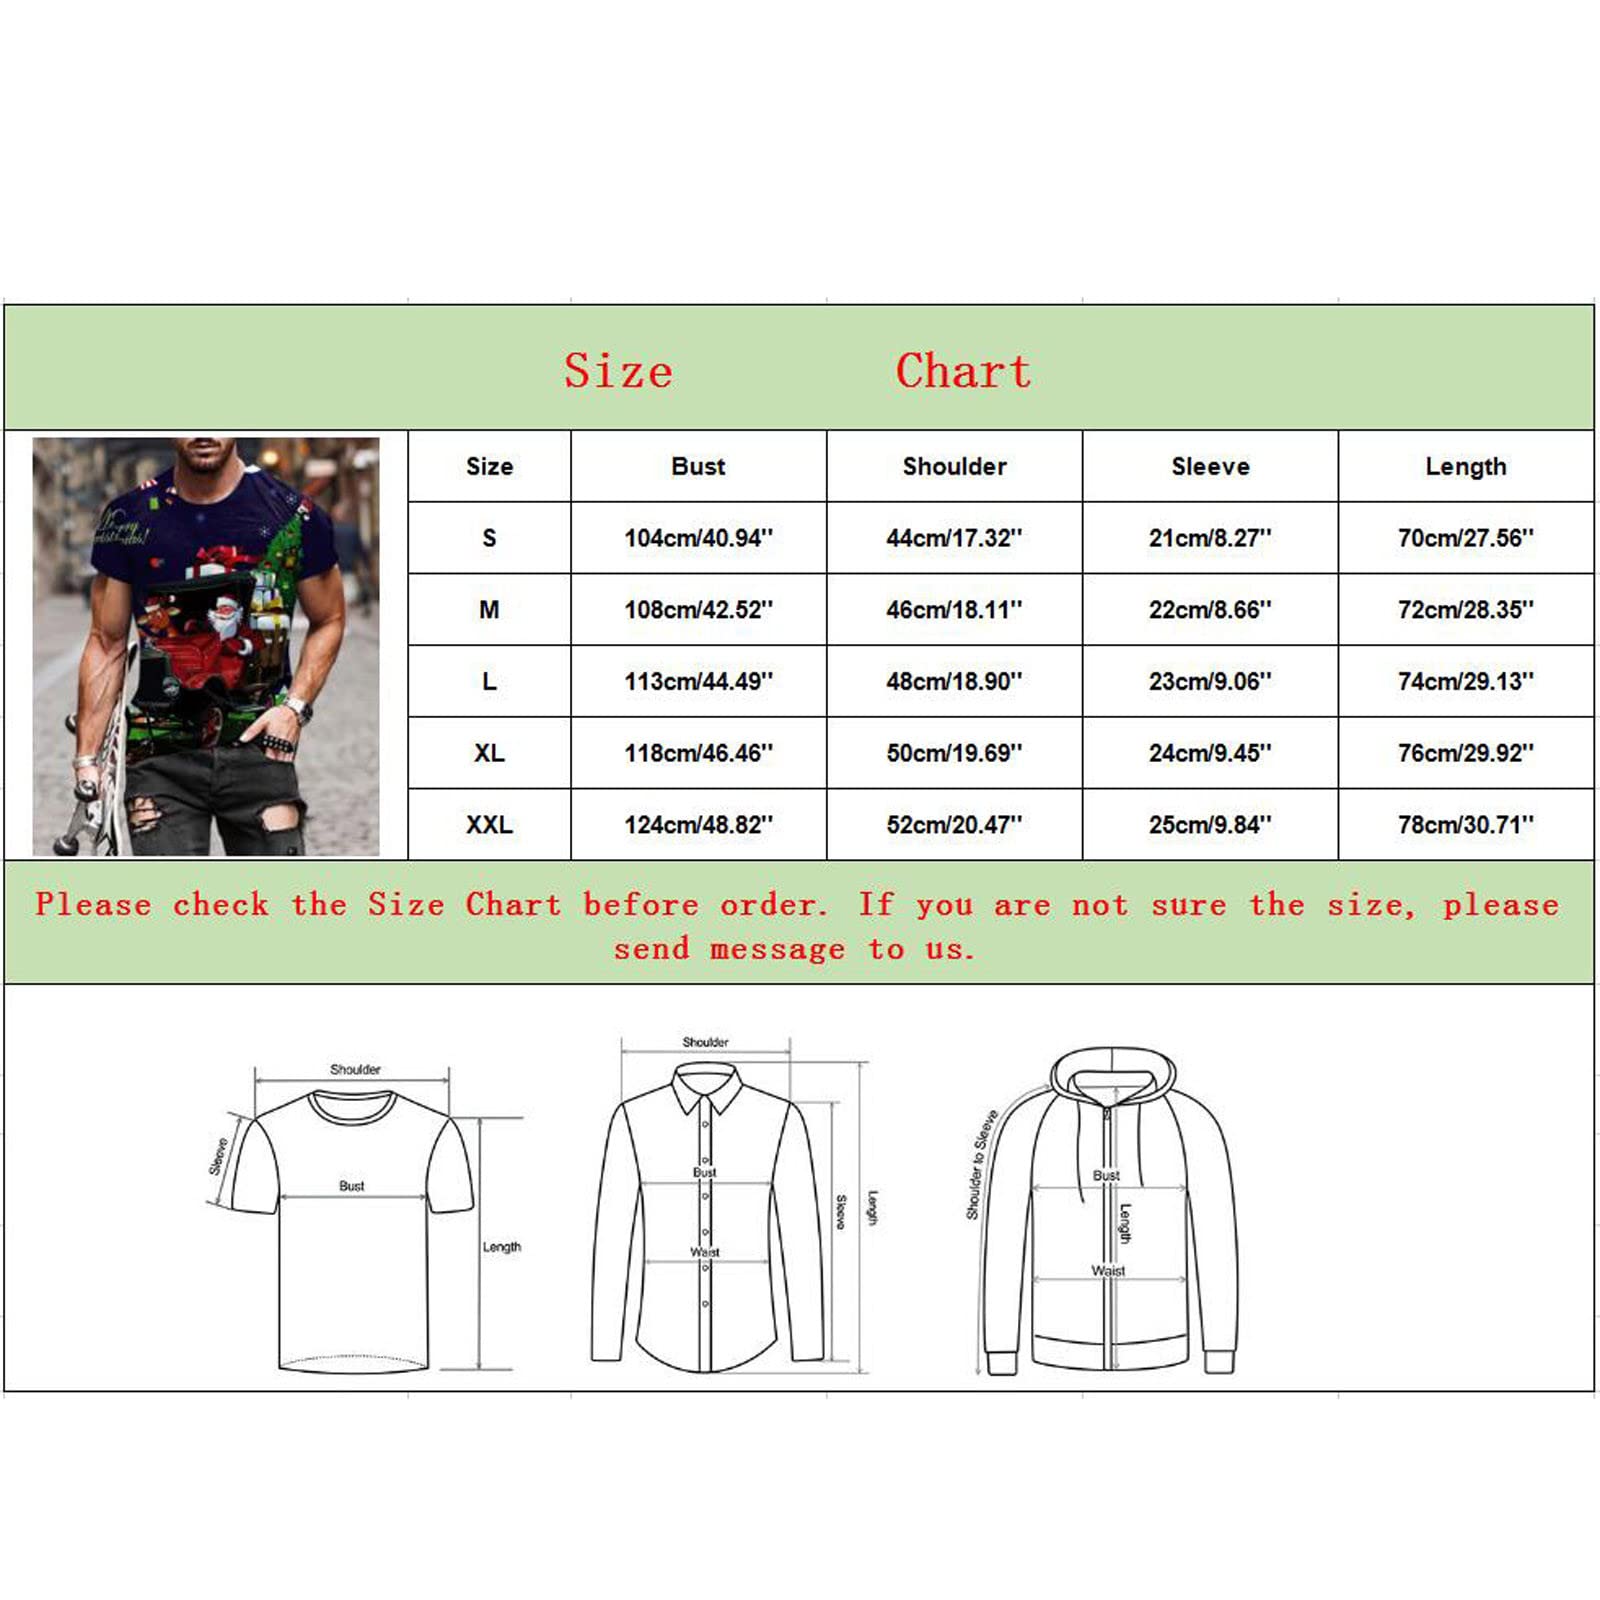 Size Chart
Size Bust Shoulder Sleeve Length
S 104cm/40.94'' 44cm/17.32'' 21cm/8.27'' 70cm/27.56''
M 108cm/42.52'' 46cm/18.11'' 22cm/8.66'' 72cm/28.35''
L 113cm/44.49'' 48cm/18.90'' 23cm/9.06'' 74cm/29.13''
XL 118cm/46.46'' 50cm/19.69'' 24cm/9.45'' 76cm/29.92''
XXL 124cm/48.82'' 52cm/20.47'' 25cm/9.84'' 78cm/30.71''
Please check the Size Chart before order. If you are not sure the size, please
send message to us.
Shoulder
Sleeve
Bust
Length
Shoulder
Bust
Waist
Sleeve
Length
Shoulder to Sleeve
Bust
Length
Waist